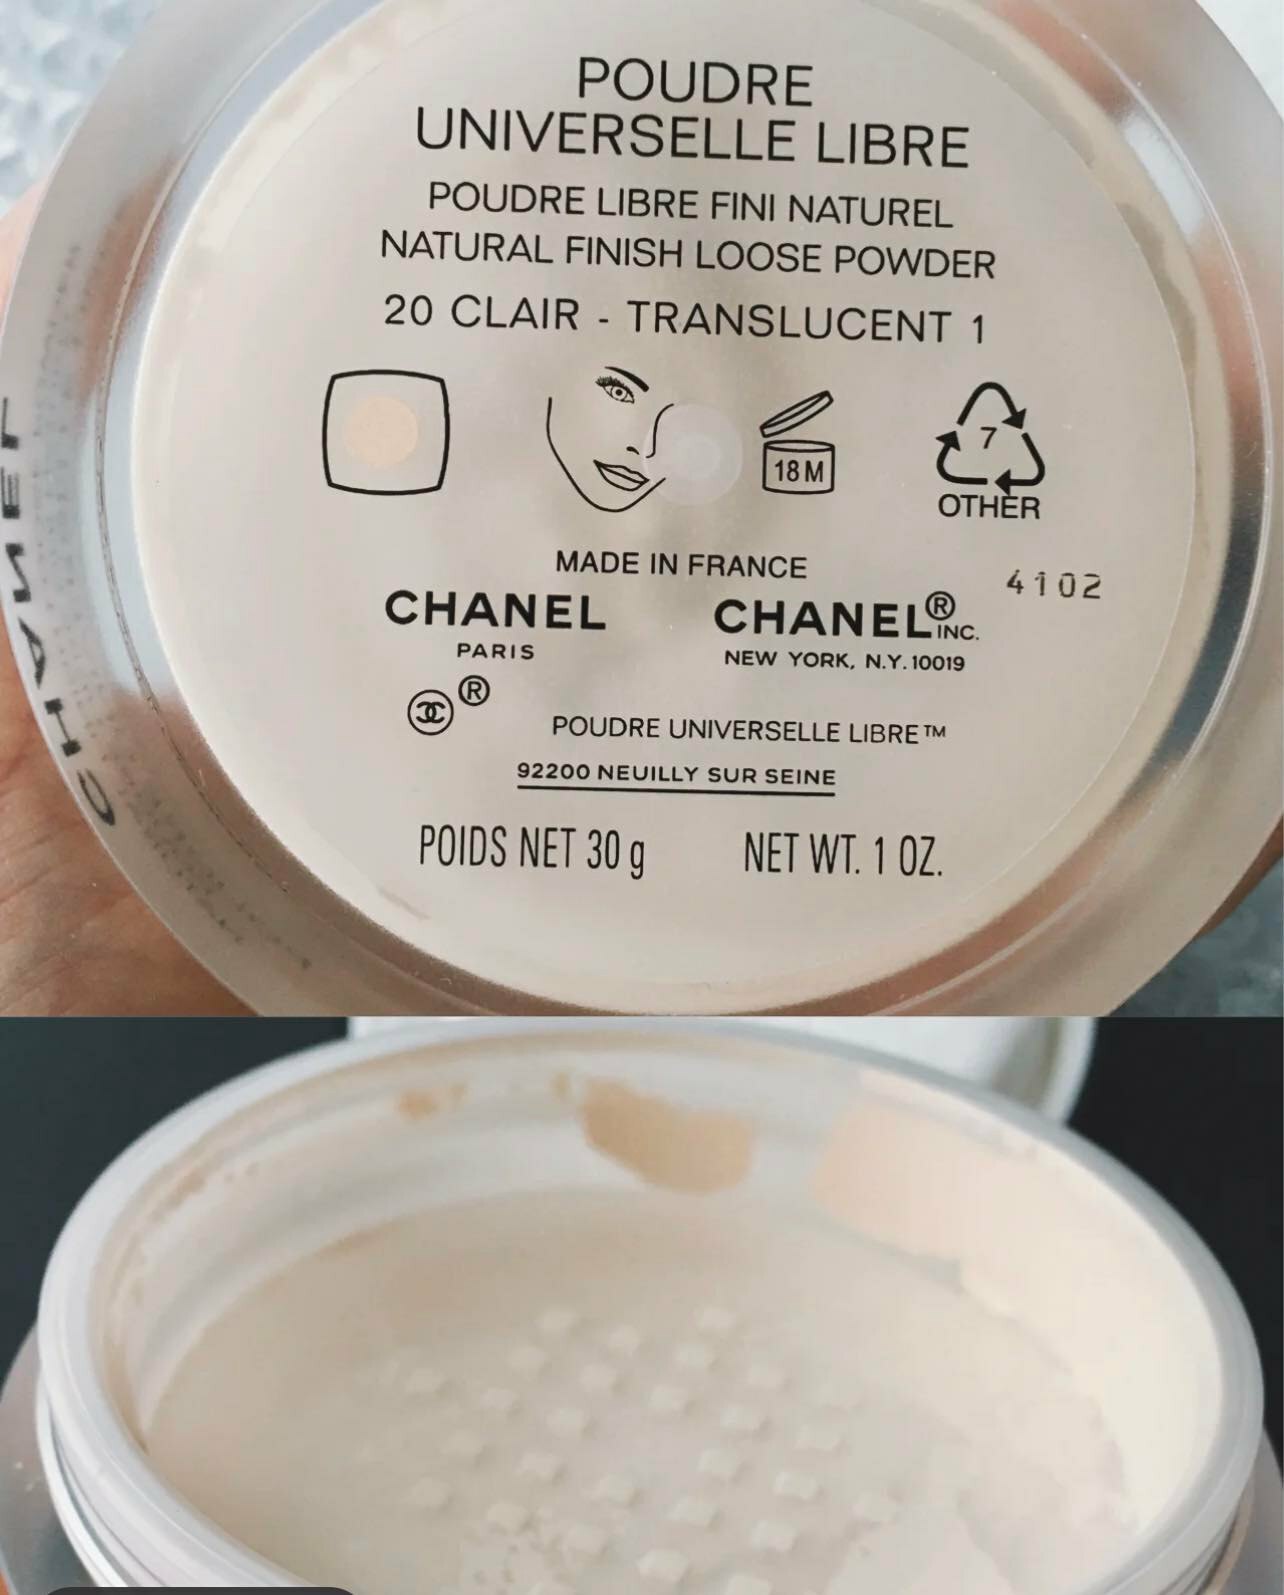 POUDRE
UNIVERSELLE LIBRE
POUDRE LIBRE FINI NATUREL
NATURAL FINISH LOOSE POWDER
20 CLAIR - TRANSLUCENT 1
18 M
7
OTHER
MADE IN FRANCE
4102
CHANEL
PARIS
CHANEL® INC.
NEW YORK, N.Y. 10019
®
POUDRE UNIVERSELLE LIBRE™
92200 NEUILLY SUR SEINE
POIDS NET 30 g NET WT. 1 OZ.
CHANEL